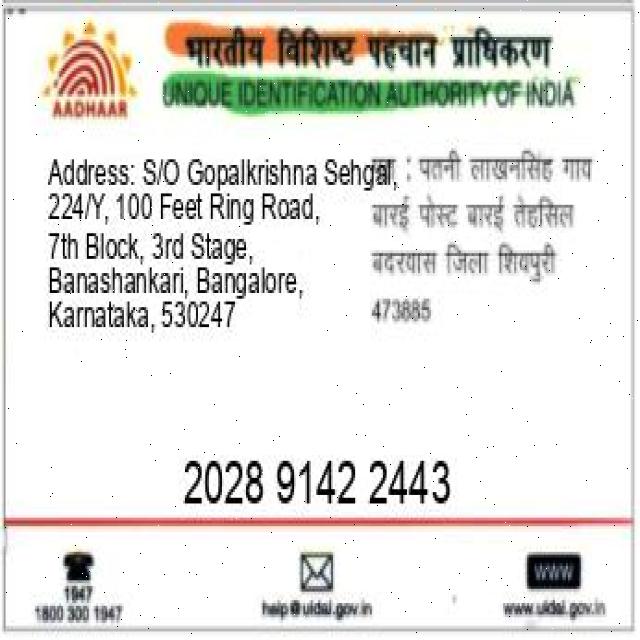 भारतीय विशिष्ट पहचान प्राधिकरण
AADHAAR
UNIQUE IDENTIFICATION AUTHORITY OF INDIA
Address: S/O Gopalkrishna Sehgal,
224/Y, 100 Feet Ring Road,
7th Block, 3rd Stage,
Banashankari, Bangalore,
Karnataka, 530247
: पतनी लाखनसिंह गाव
बारई पोस्ट बारई तेहसिल
बदरवास जिला शिवपुरी
473885
2028 9142 2443
1947
1800 300 1947
help@uidai.gov.in
www
www.uidai.gov.in